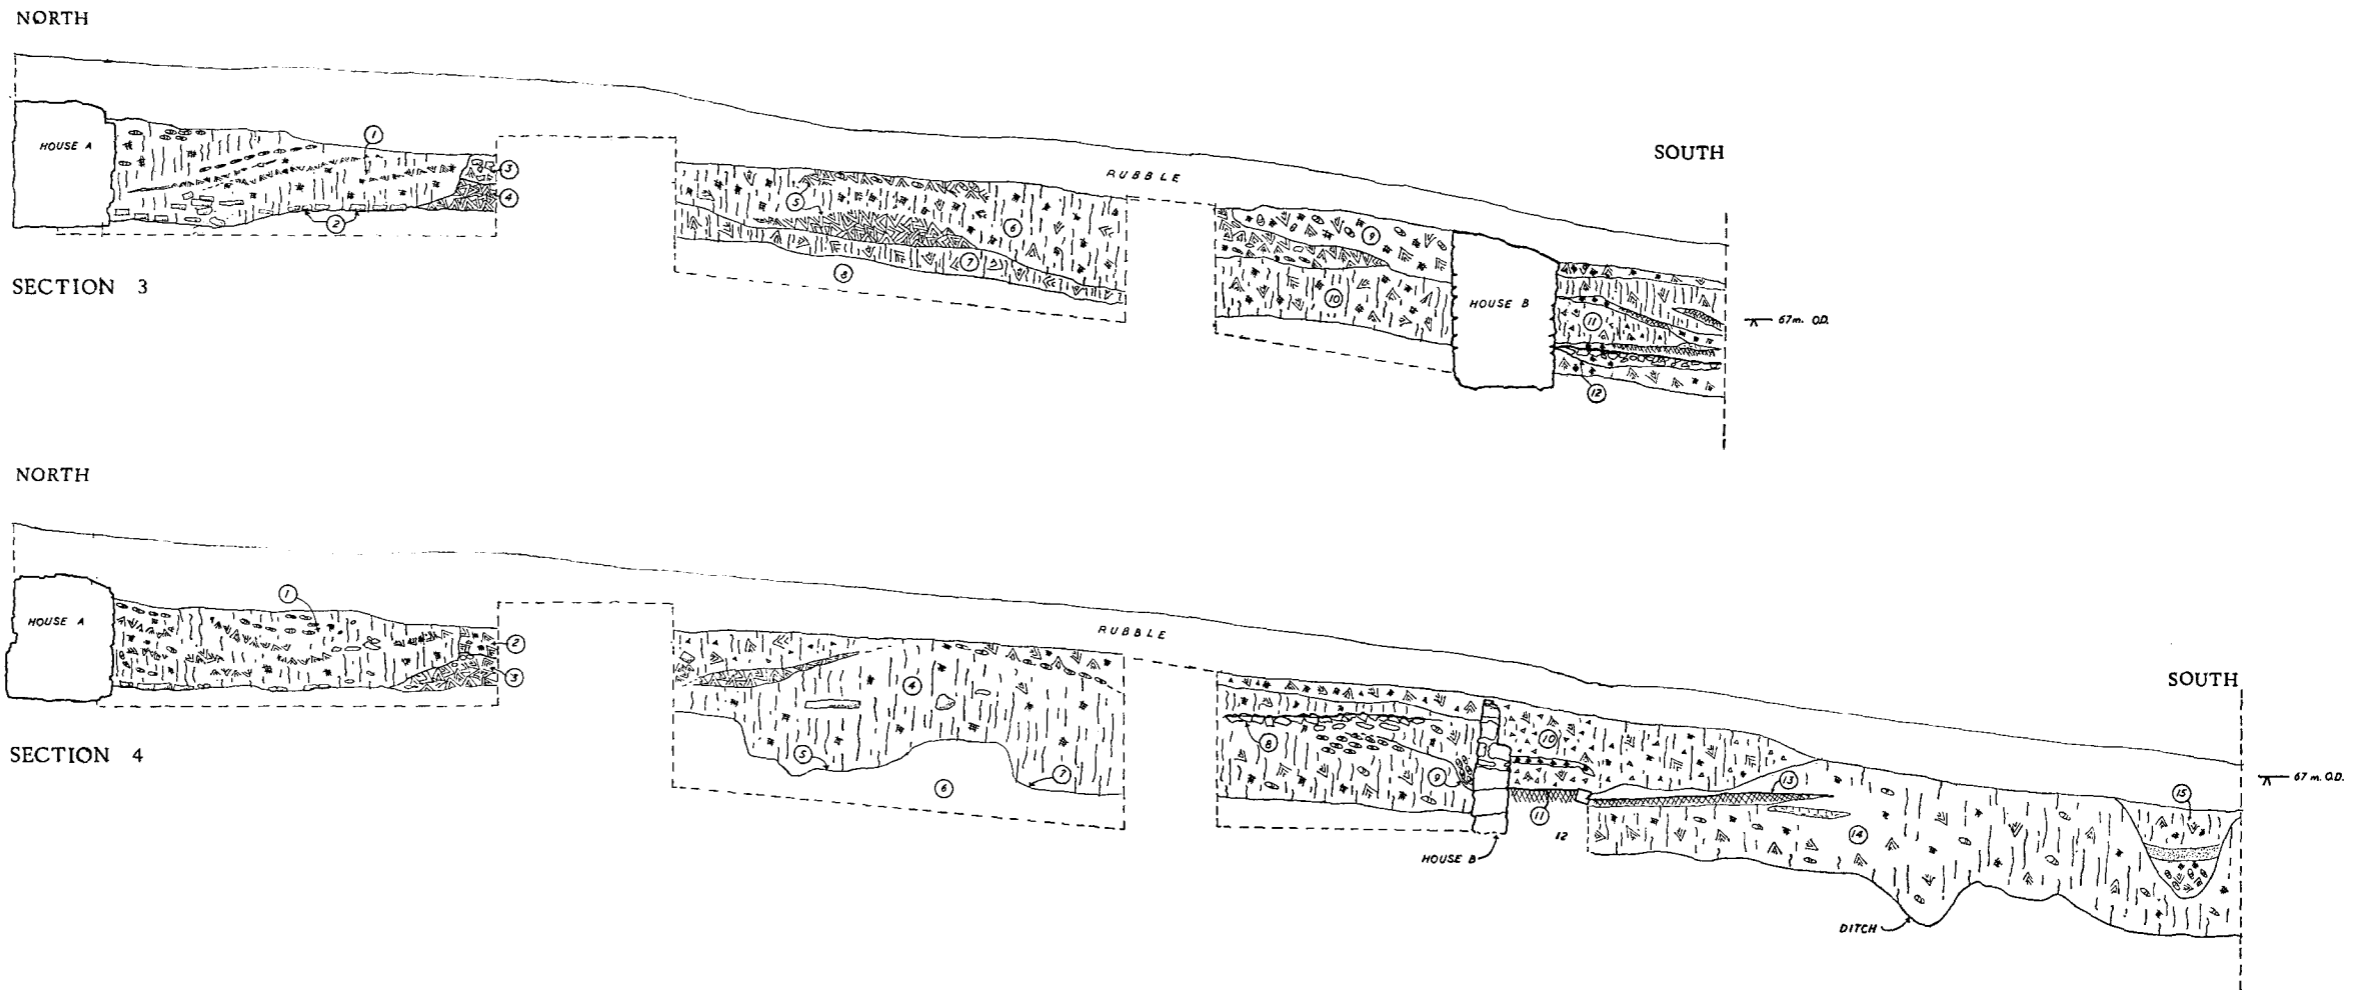 NORTH
HOUSE A
1
2
3
4
5
RUBBLE
6
7
8
9
10
HOUSE B
11
12
SOUTH
67m. O.D.
SECTION 3
NORTH
HOUSE A
1
2
3
RUBBLE
4
5
6
7
8
9
10
11
12
HOUSE B
13
14
15
DITCH
SOUTH
67 m. O.D.
SECTION 4